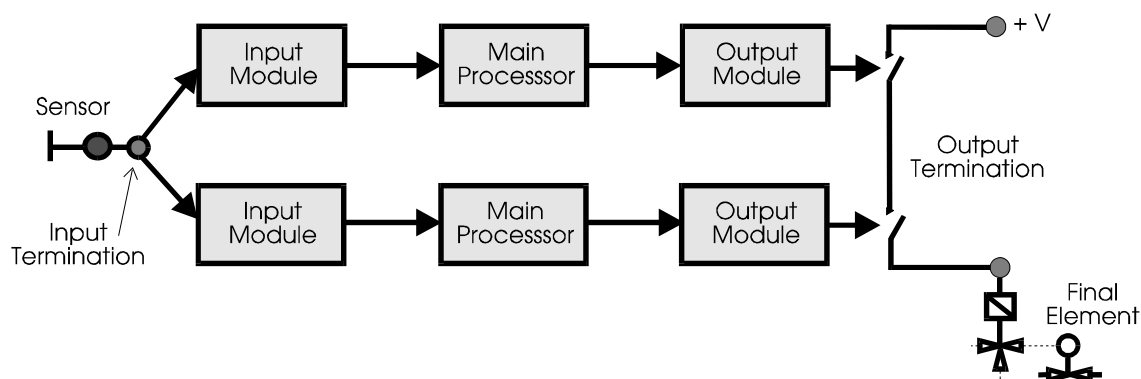 + V
Input
Module
Main
Processsor
Output
Module
Sensor
Output
Termination
Input
Module
Main
Processsor
Output
Module
Input
Termination
Final
Element